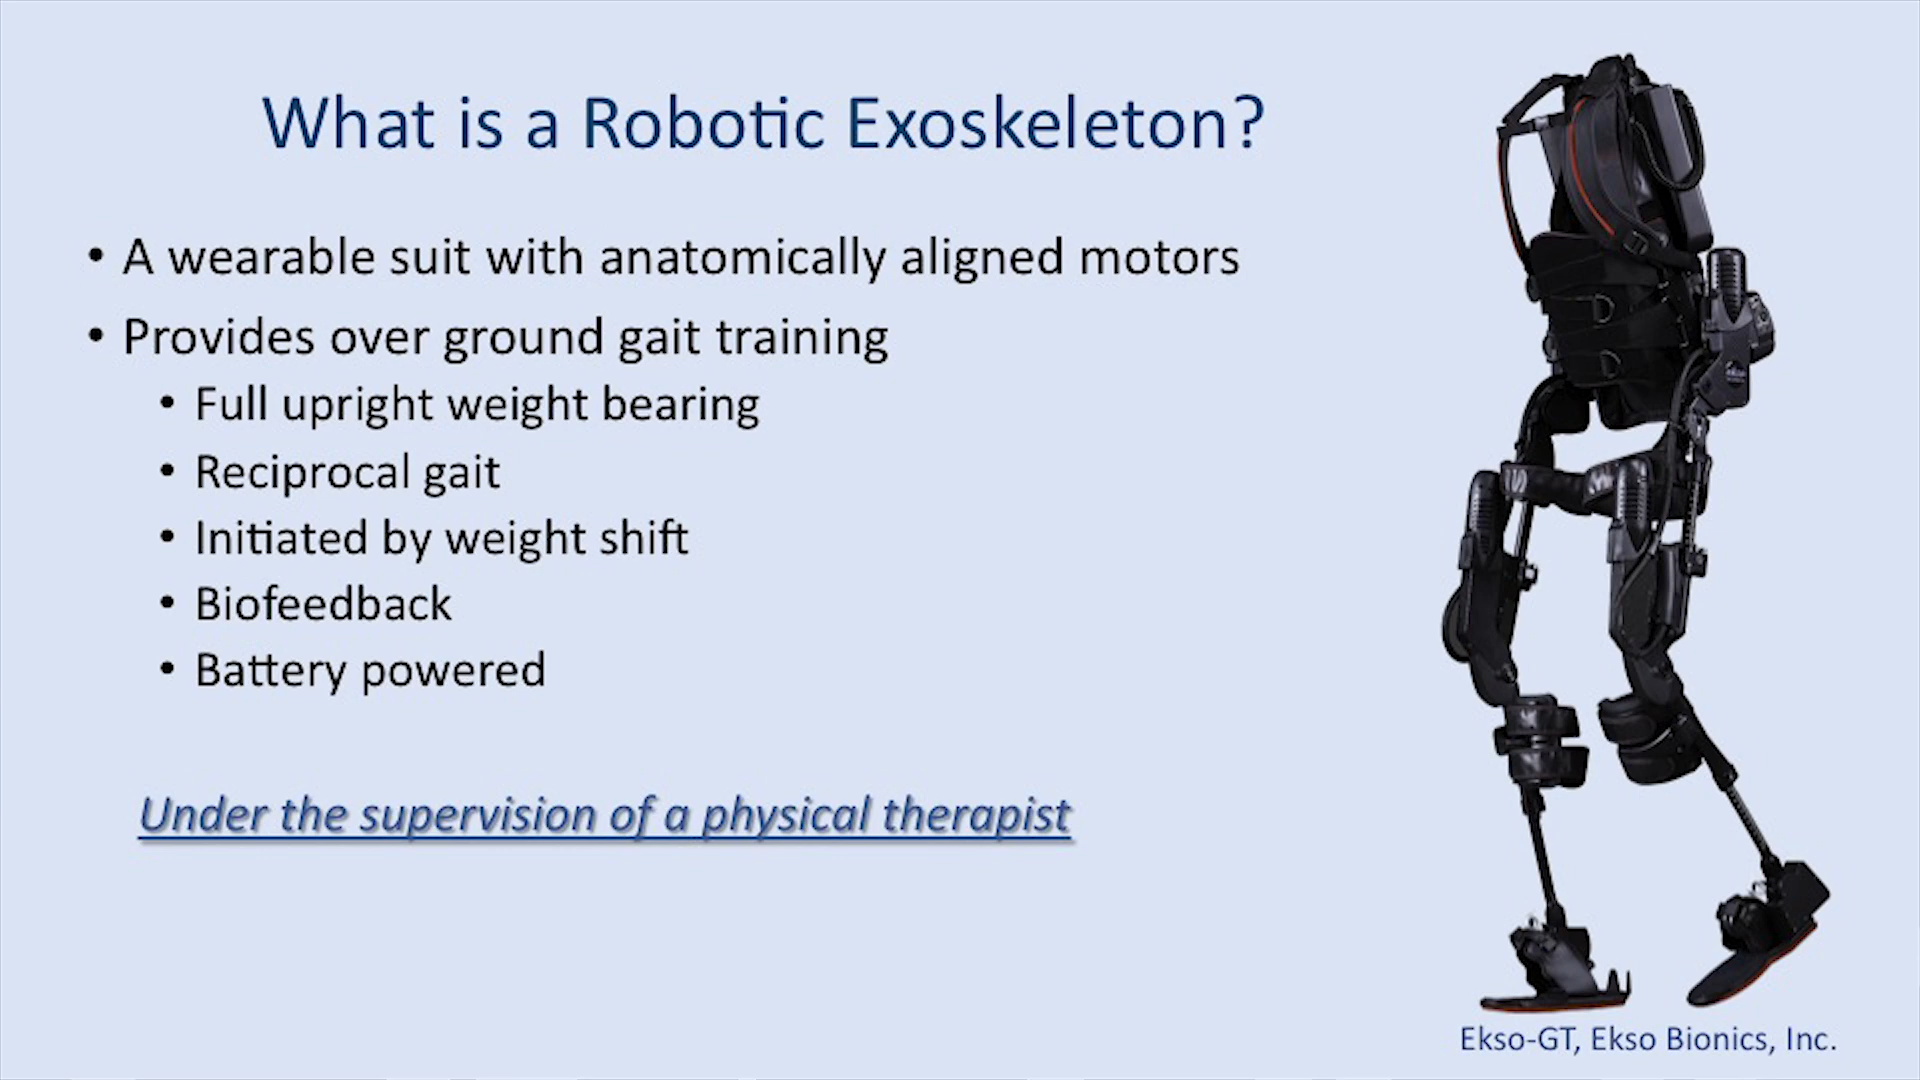 What is a Robotic Exoskeleton?
• A wearable suit with anatomically aligned motors
• Provides over ground gait training
• Full upright weight bearing
• Reciprocal gait
• Initiated by weight shift
• Biofeedback
• Battery powered
Under the supervision of a physical therapist
Ekso-GT, Ekso Bionics, Inc.